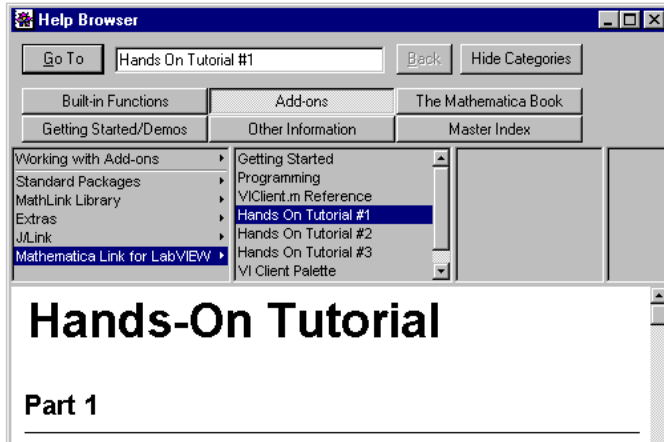 Help Browser
Go To Hands On Tutorial #1 Back Hide Categories
Built-in Functions Add-ons The Mathematica Book
Getting Started/Demos Other Information Master Index
Working with Add-ons
Standard Packages
MathLink Library
Extras
J/Link
Mathematica Link for LabVIEW
Getting Started
Programming
VIClient.m Reference
Hands On Tutorial #1
Hands On Tutorial #2
Hands On Tutorial #3
VI Client Palette
Hands-On Tutorial
Part 1